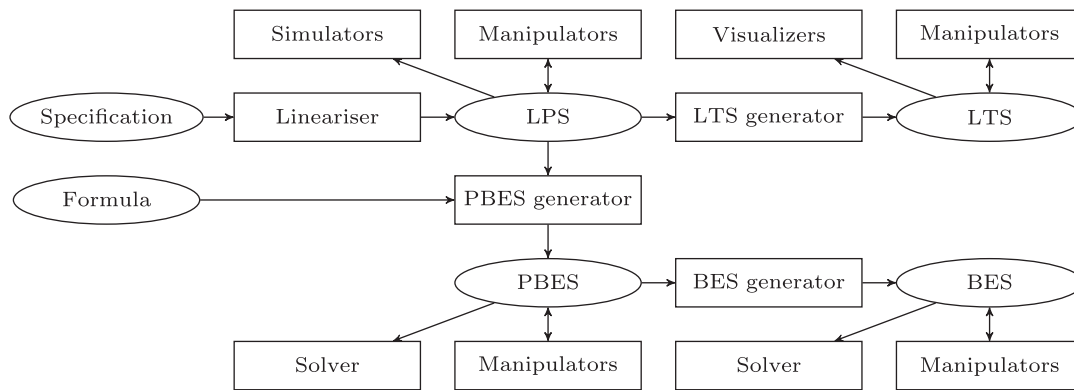 Simulators
Manipulators
Visualizers
Manipulators
Specification
Lineariser
LPS
LTS generator
LTS
Formula
PBES generator
PBES
BES generator
BES
Solver
Manipulators
Solver
Manipulators